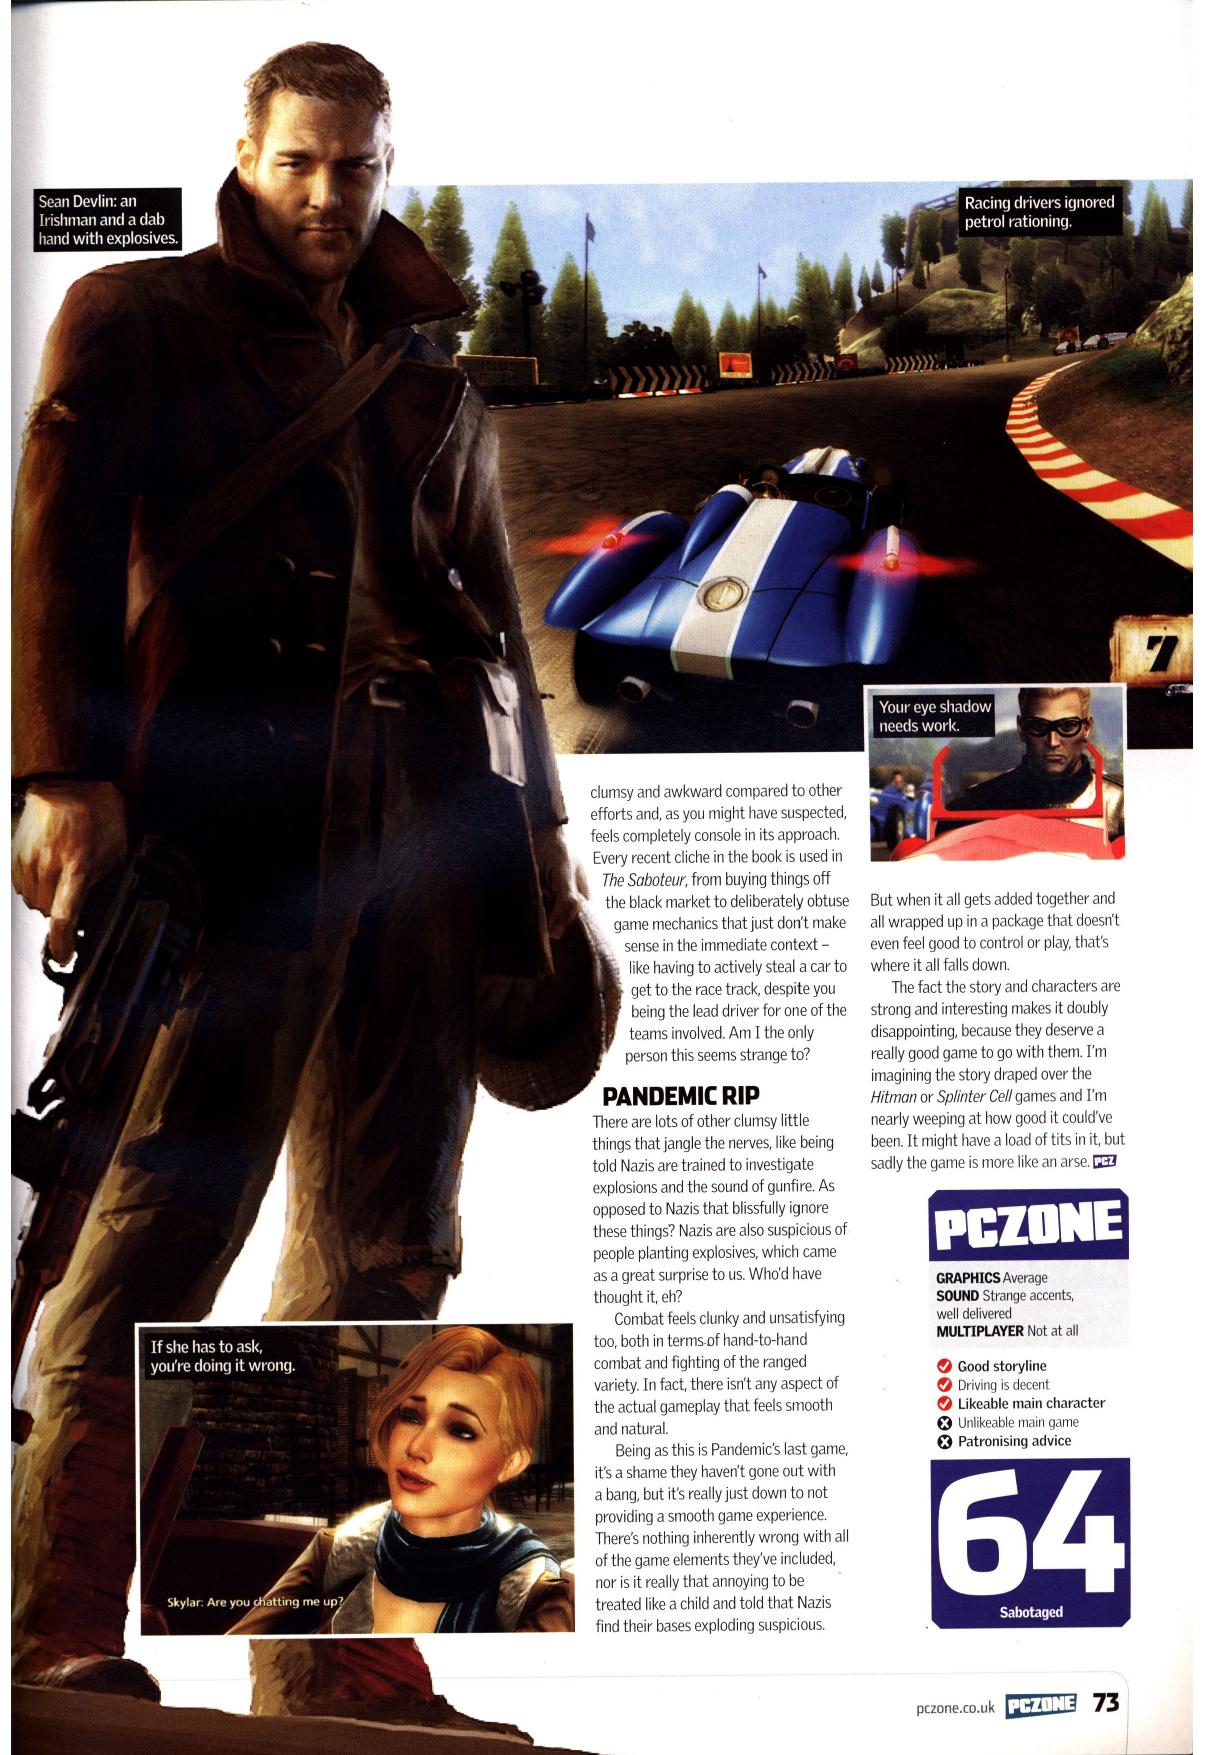 Sean Devlin: an
Irishman and a dab
hand with explosives.
Racing drivers ignored
petrol rationing.
7
Your eye shadow
needs work.
clumsy and awkward compared to other
efforts and, as you might have suspected,
feels completely console in its approach.
Every recent cliche in the book is used in
The Saboteur, from buying things off
the black market to deliberately obtuse
game mechanics that just don't make
sense in the immediate context –
like having to actively steal a car to
get to the race track, despite you
being the lead driver for one of the
teams involved. Am I the only
person this seems strange to?
PANDEMIC RIP
There are lots of other clumsy little
things that jangle the nerves, like being
told Nazis are trained to investigate
explosions and the sound of gunfire. As
opposed to Nazis that blissfully ignore
these things? Nazis are also suspicious of
people planting explosives, which came
as a great surprise to us. Who'd have
thought it, eh?
Combat feels clunky and unsatisfying
too, both in terms of hand-to-hand
combat and fighting of the ranged
variety. In fact, there isn't any aspect of
the actual gameplay that feels smooth
and natural.
Being as this is Pandemic's last game,
it's a shame they haven't gone out with
a bang, but it's really just down to not
providing a smooth game experience.
There's nothing inherently wrong with all
of the game elements they've included,
nor is it really that annoying to be
treated like a child and told that Nazis
find their bases exploding suspicious.
But when it all gets added together and
all wrapped up in a package that doesn't
even feel good to control or play, that's
where it all falls down.
The fact the story and characters are
strong and interesting makes it doubly
disappointing, because they deserve a
really good game to go with them. I'm
imagining the story draped over the
Hitman or Splinter Cell games and I'm
nearly weeping at how good it could've
been. It might have a load of tits in it, but
sadly the game is more like an arse. PCZ
PCZONE
GRAPHICS Average
SOUND Strange accents,
well delivered
MULTIPLAYER Not at all
Good storyline
Driving is decent
Likeable main character
Unlikeable main game
Patronising advice
64
Sabotaged
If she has to ask,
you're doing it wrong.
Skylar: Are you chatting me up?
pczone.co.uk PCZONE 73